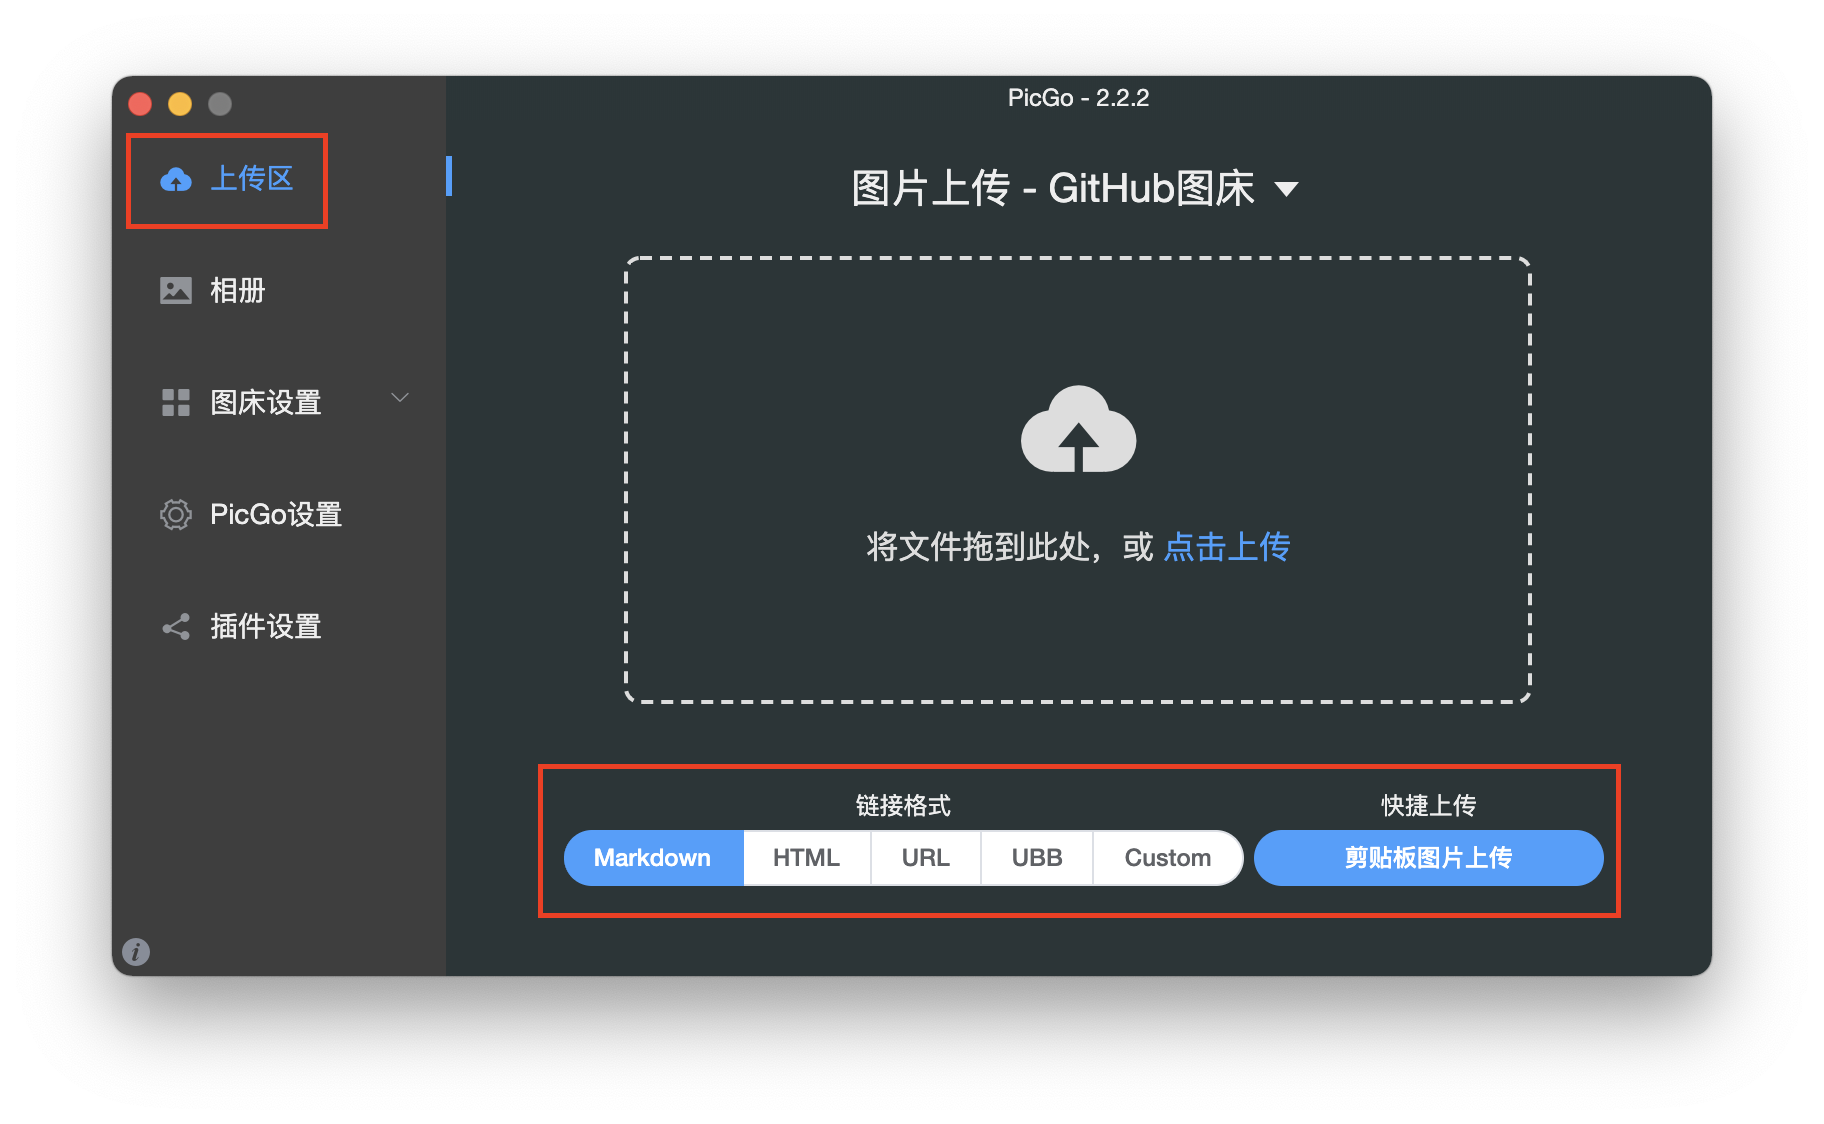 PicGo - 2.2.2
上传区
相册
图床设置
PicGo设置
插件设置
图片上传 - GitHub图床
将文件拖到此处，或 点击上传
链接格式
Markdown HTML URL UBB Custom
快捷上传
剪贴板图片上传
i